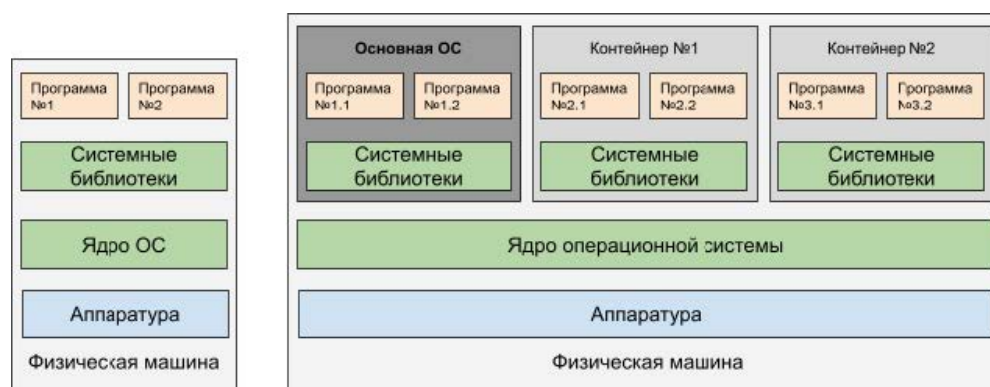 Программа
№1
Программа
№2
Системные
библиотеки
Ядро ОС
Аппаратура
Физическая машина
Основная ОС
Программа
№1.1
Программа
№1.2
Системные
библиотеки
Контейнер №1
Программа
№2.1
Программа
№2.2
Системные
библиотеки
Контейнер №2
Программа
№3.1
Программа
№3.2
Системные
библиотеки
Ядро операционной системы
Аппаратура
Физическая машина